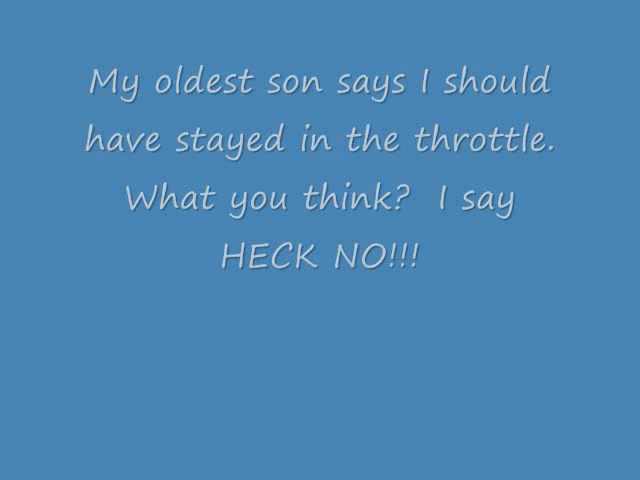 My oldest son says I should
have stayed in the throttle.
What you think?  I say
HECK NO!!!